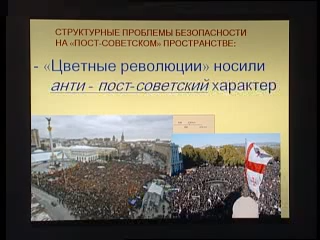 СТРУКТУРНЫЕ ПРОБЛЕМЫ БЕЗОПАСНОСТИ
НА «ПОСТ-СОВЕТСКОМ» ПРОСТРАНСТВЕ:
- «Цветные революции» носили
анти - пост-советский характер